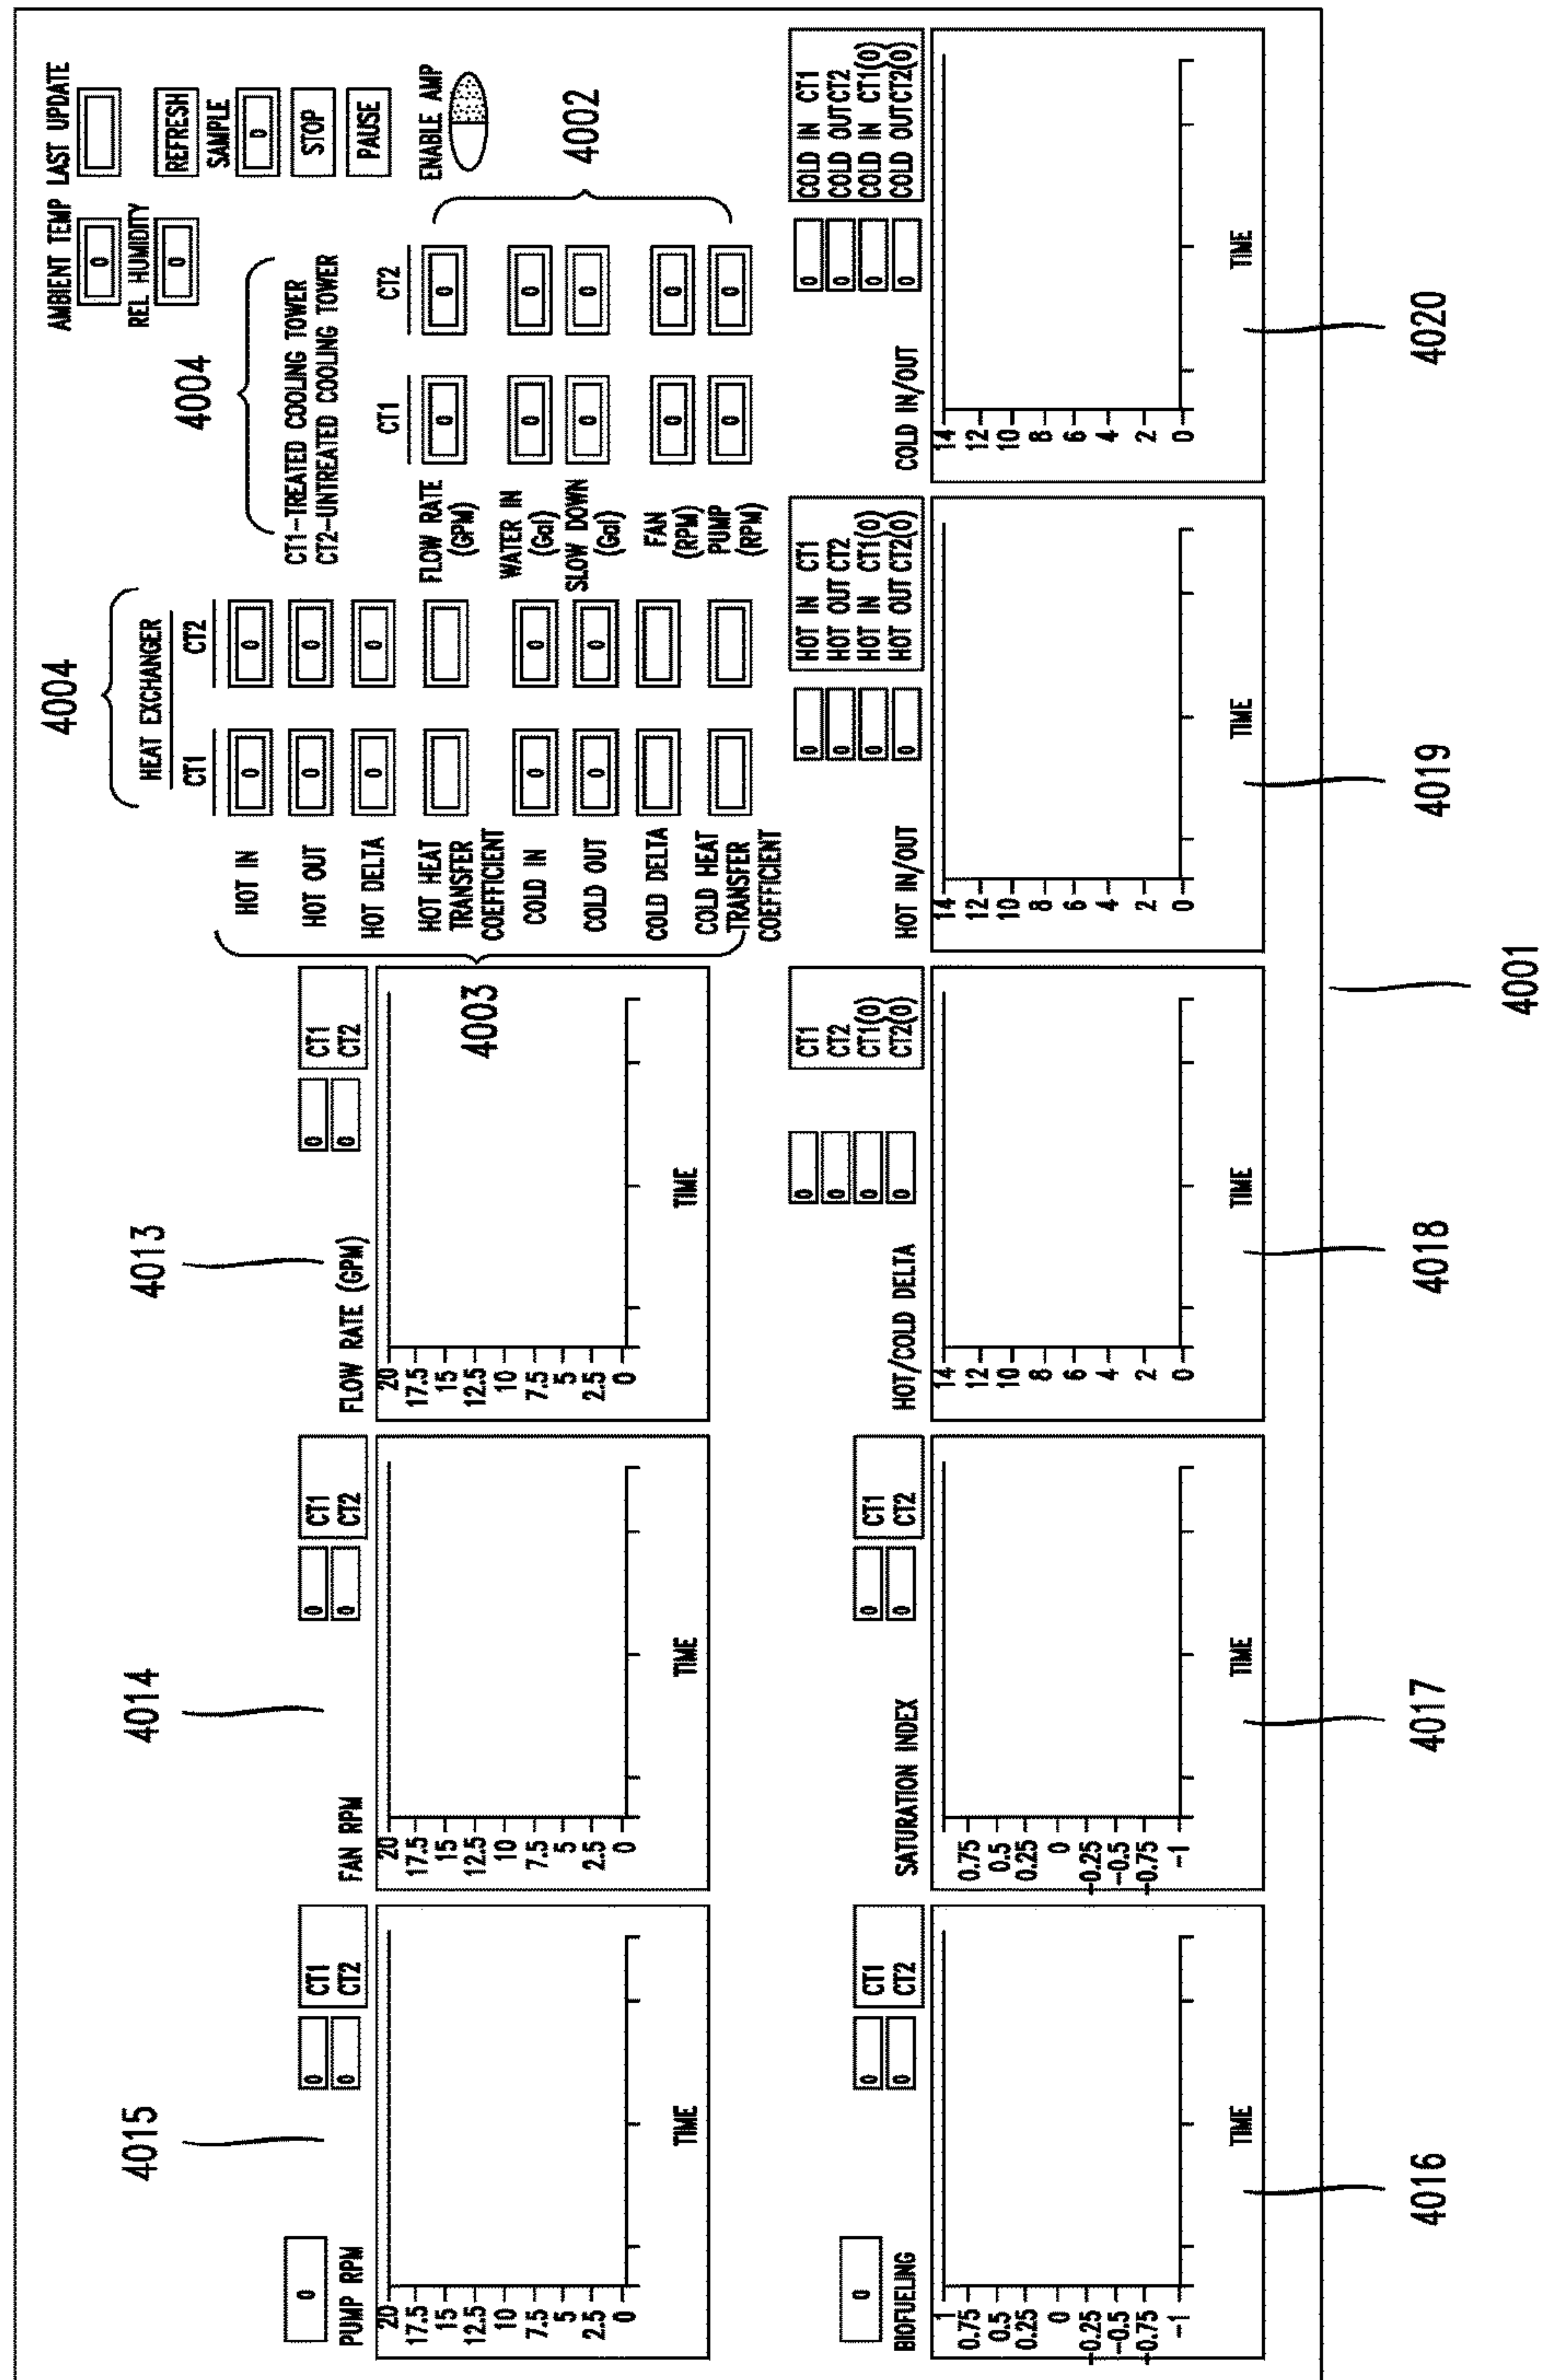 AMBIENT TEMP LAST UPDATE
0
REL HUMIDITY
0
REFRESH
SAMPLE
0
STOP
PAUSE
ENABLE AMP
4004
HEAT EXCHANGER
CT1 CT2
HOT IN 0 0
HOT OUT 0 0
HOT DELTA 0 0
HOT HEAT
TRANSFER
COEFFICIENT
COLD IN 0 0
COLD OUT 0 0
COLD DELTA
COLD HEAT
TRANSFER
COEFFICIENT
4003
4004
CT1-TREATED COOLING TOWER
CT2-UNTREATED COOLING TOWER
CT1 CT2
FLOW RATE
(GPM)
0 0
WATER IN
(Gal)
0 0
SLOW DOWN
(Gal)
0 0
FAN
(RPM)
0 0
PUMP
(RPM)
0 0
4002
4015
0
PUMP RPM
0 CT1
0 CT2
20
17.5
15
12.5
10
7.5
5
2.5
0
TIME
4014
FAN RPM
0 CT1
0 CT2
20
17.5
15
12.5
10
7.5
5
2.5
0
TIME
4013
FLOW RATE (GPM)
0 CT1
0 CT2
20
17.5
15
12.5
10
7.5
5
2.5
0
TIME
0
BIOFUELING
0 CT1
0 CT2
1
0.75
0.5
0.25
0
-0.25
-0.5
-0.75
-1
TIME
4016
SATURATION INDEX
0 CT1
0 CT2
0.75
0.5
0.25
0
-0.25
-0.5
-0.75
-1
TIME
4017
HOT/COLD DELTA
0 CT1
0 CT2
0 CT1(0)
0 CT2(0)
14
12
10
8
6
4
2
0
TIME
4018
HOT IN/OUT
0 HOT IN CT1
0 HOT OUT CT2
0 HOT IN CT1(0)
0 HOT OUT CT2(0)
14
12
10
8
6
4
2
0
TIME
4019
COLD IN/OUT
0 COLD IN CT1
0 COLD OUT CT2
0 COLD IN CT1(0)
0 COLD OUT CT2(0)
14
12
10
8
6
4
2
0
TIME
4020
4001